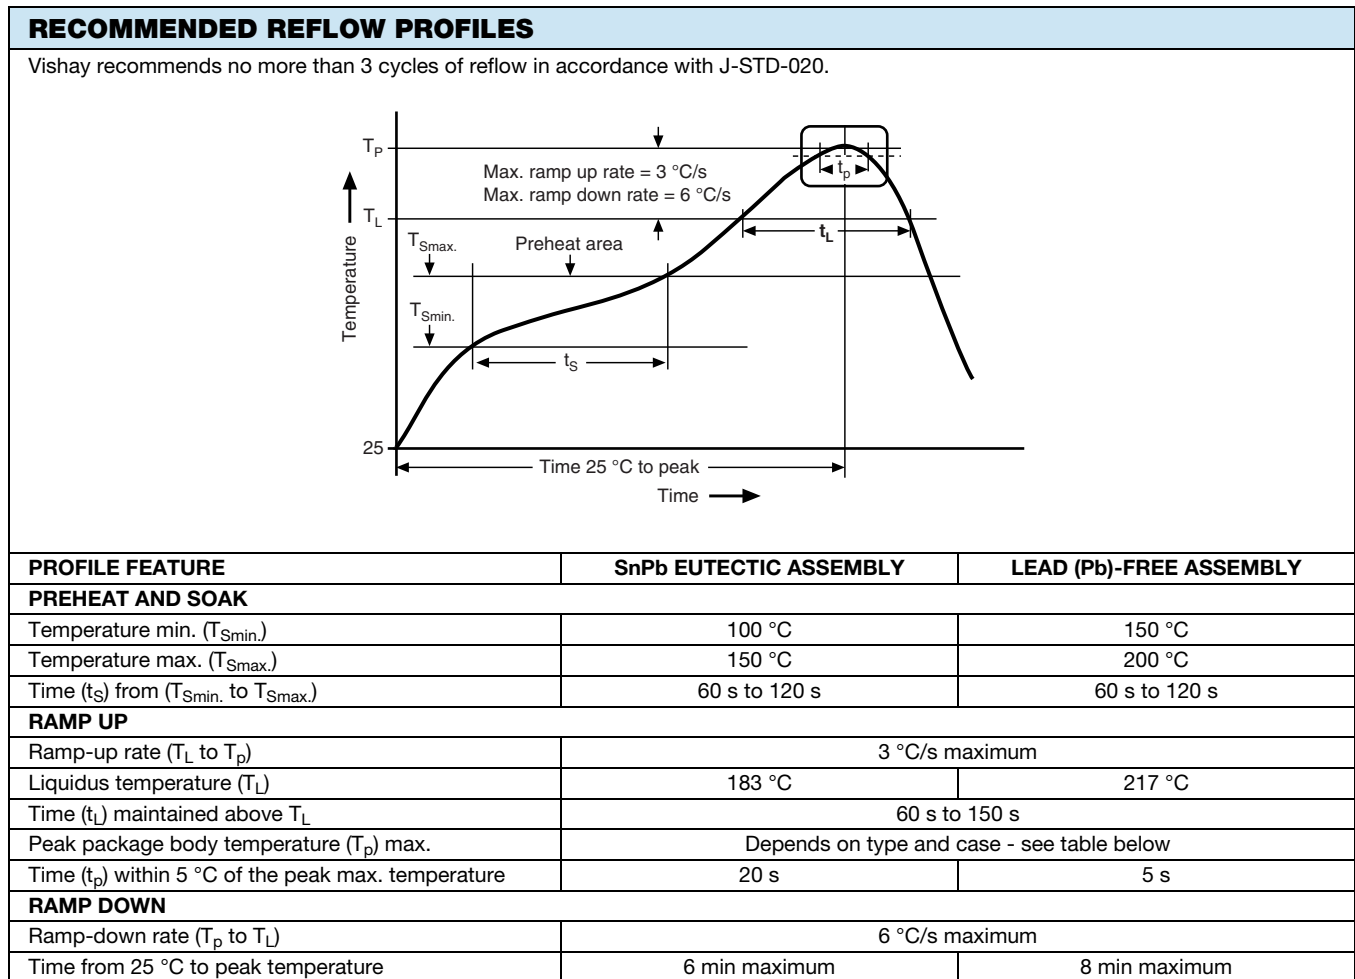 RECOMMENDED REFLOW PROFILES
Vishay recommends no more than 3 cycles of reflow in accordance with J-STD-020.
TP
Max. ramp up rate = 3 °C/s
Max. ramp down rate = 6 °C/s
tp
TL
tL
TSmax.
Preheat area
Temperature
TSmin.
tS
25
Time 25 °C to peak
Time
PROFILE FEATURE SnPb EUTECTIC ASSEMBLY LEAD (Pb)-FREE ASSEMBLY
PREHEAT AND SOAK
Temperature min. (TSmin.) 100 °C 150 °C
Temperature max. (TSmax.) 150 °C 200 °C
Time (tS) from (TSmin. to TSmax.) 60 s to 120 s 60 s to 120 s
RAMP UP
Ramp-up rate (TL to Tp) 3 °C/s maximum
Liquidus temperature (TL) 183 °C 217 °C
Time (tL) maintained above TL 60 s to 150 s
Peak package body temperature (Tp) max. Depends on type and case - see table below
Time (tp) within 5 °C of the peak max. temperature 20 s 5 s
RAMP DOWN
Ramp-down rate (Tp to TL) 6 °C/s maximum
Time from 25 °C to peak temperature 6 min maximum 8 min maximum